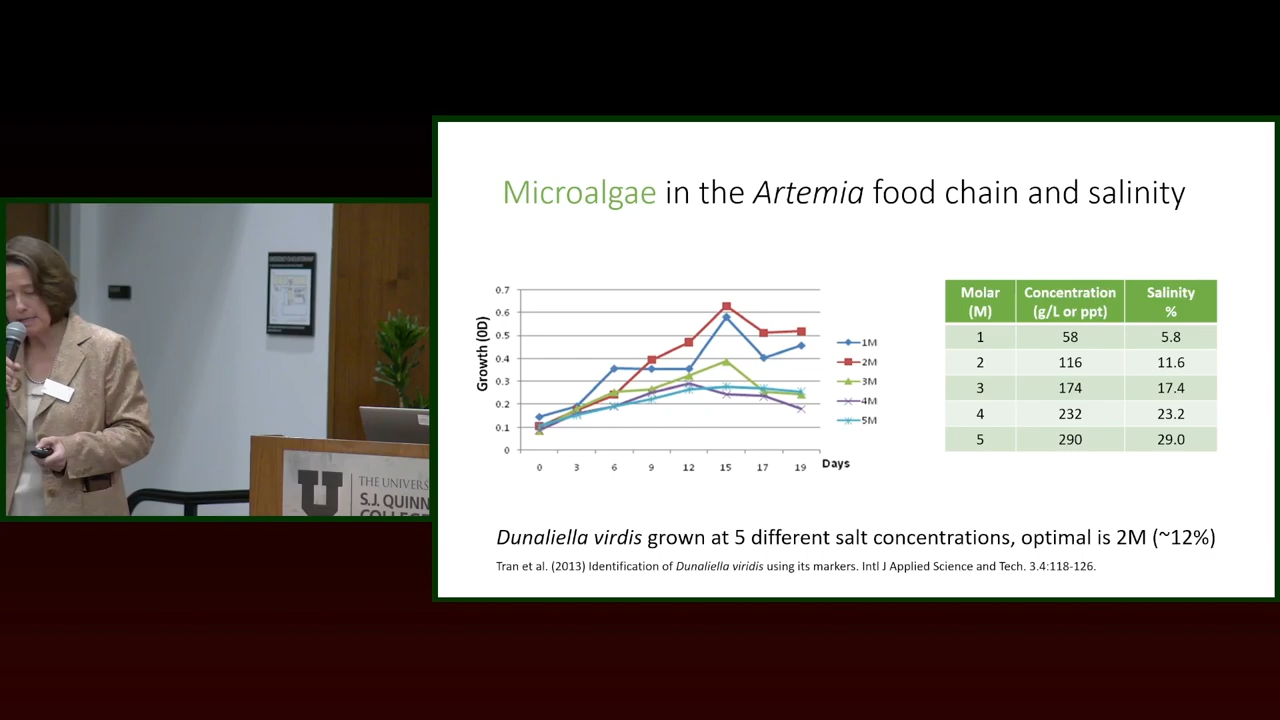 Microalgae in the Artemia food chain and salinity
0.7
0.6
0.5
0.4
0.3
0.2
0.1
0
Growth (OD)
0 3 6 9 12 15 17 19
Days
1M
2M
3M
4M
5M
Molar (M) Concentration (g/L or ppt) Salinity %
1 58 5.8
2 116 11.6
3 174 17.4
4 232 23.2
5 290 29.0
Dunaliella virdis grown at 5 different salt concentrations, optimal is 2M (~12%)
Tran et al. (2013) Identification of Dunaliella viridis using its markers. Intl J Applied Science and Tech. 3.4:118-126.
U
THE UNIVERS
S.J. QUINN
COLLEGE